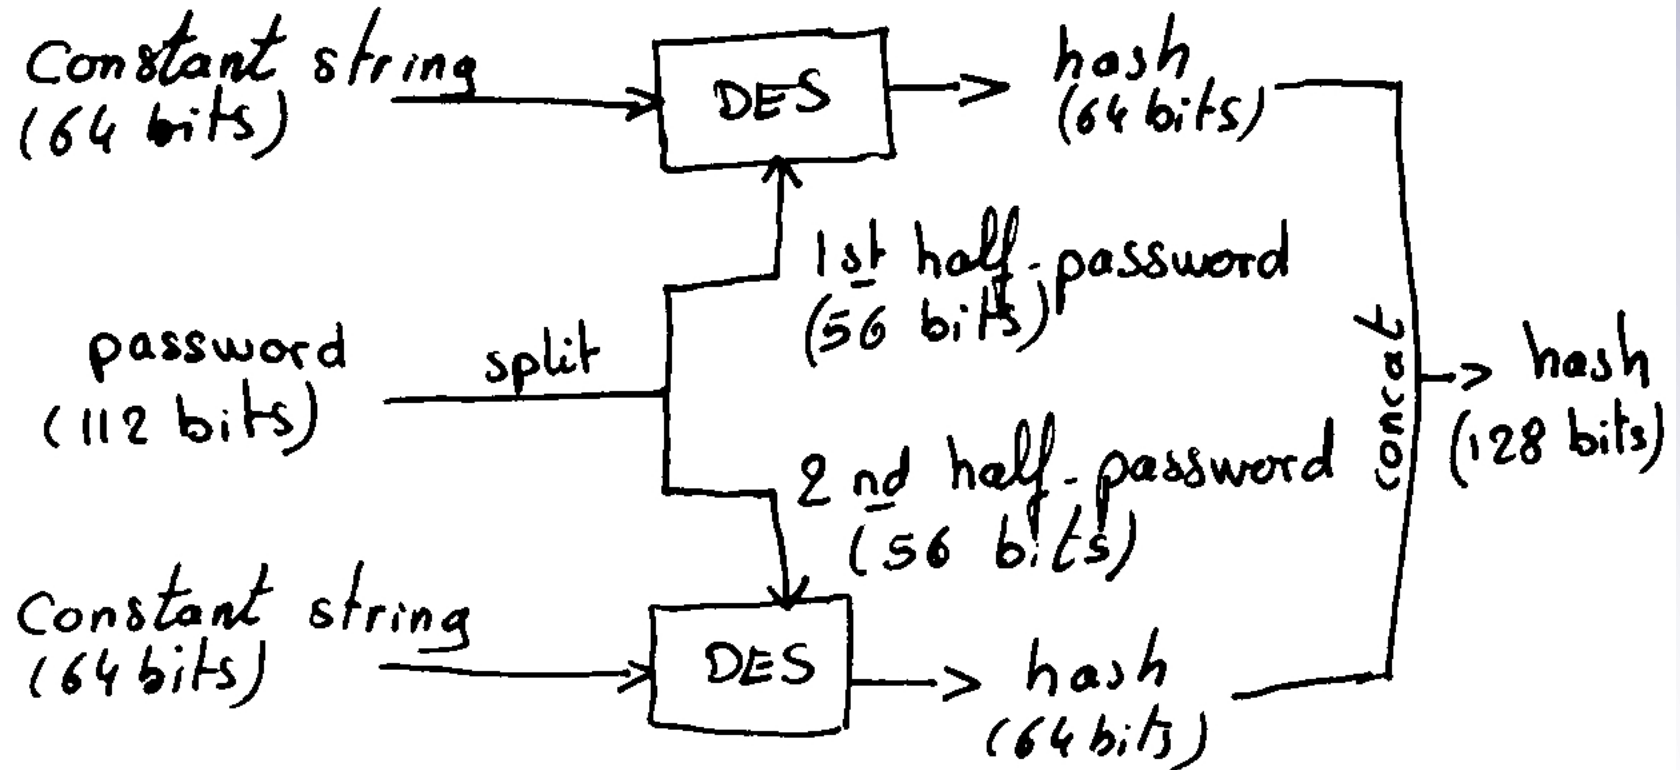 Constant string
(64 bits)
DES
hash
(64 bits)
1st half-password
(56 bits)
password
(112 bits)
split
concat
hash
(128 bits)
2nd half-password
(56 bits)
Constant string
(64 bits)
DES
hash
(64 bits)